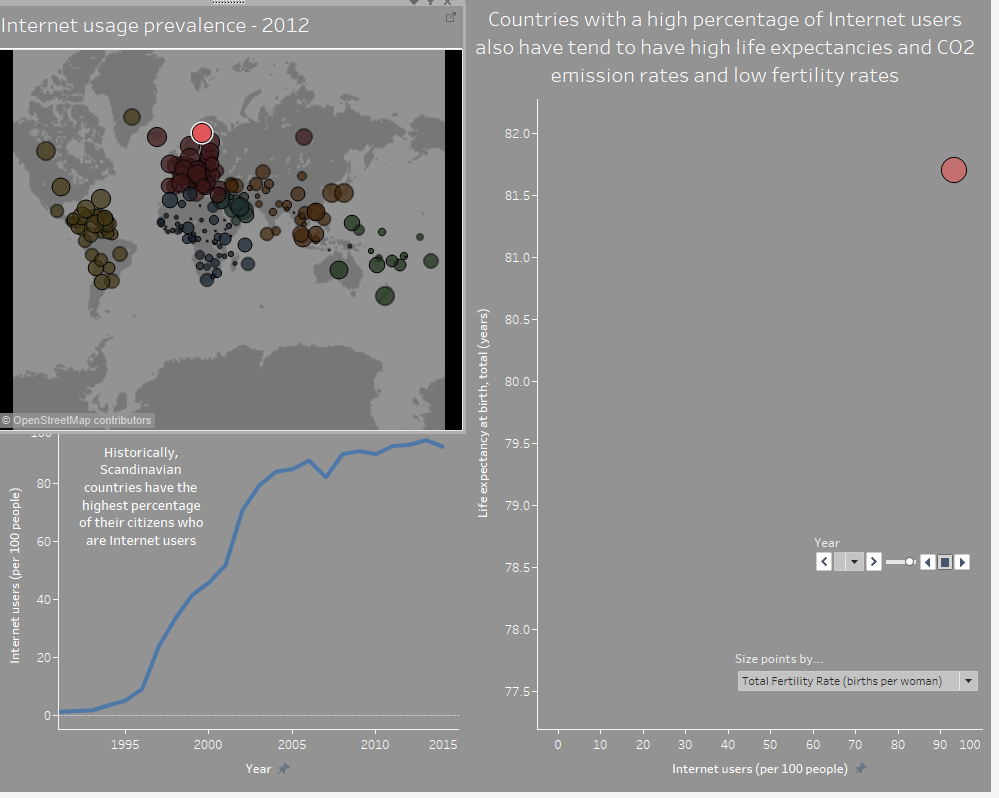 Internet usage prevalence - 2012
© OpenStreetMap contributors
100
80
60
40
20
0
Internet users (per 100 people)
Historically,
Scandinavian
countries have the
highest percentage
of their citizens who
are Internet users
1995
2000
2005
2010
2015
Year
Countries with a high percentage of Internet users
also have tend to have high life expectancies and CO2
emission rates and low fertility rates
82.0
81.5
81.0
80.5
80.0
79.5
79.0
78.5
78.0
77.5
Life expectancy at birth, total (years)
Year
Size points by...
Total Fertility Rate (births per woman)
0
10
20
30
40
50
60
70
80
90
100
Internet users (per 100 people)